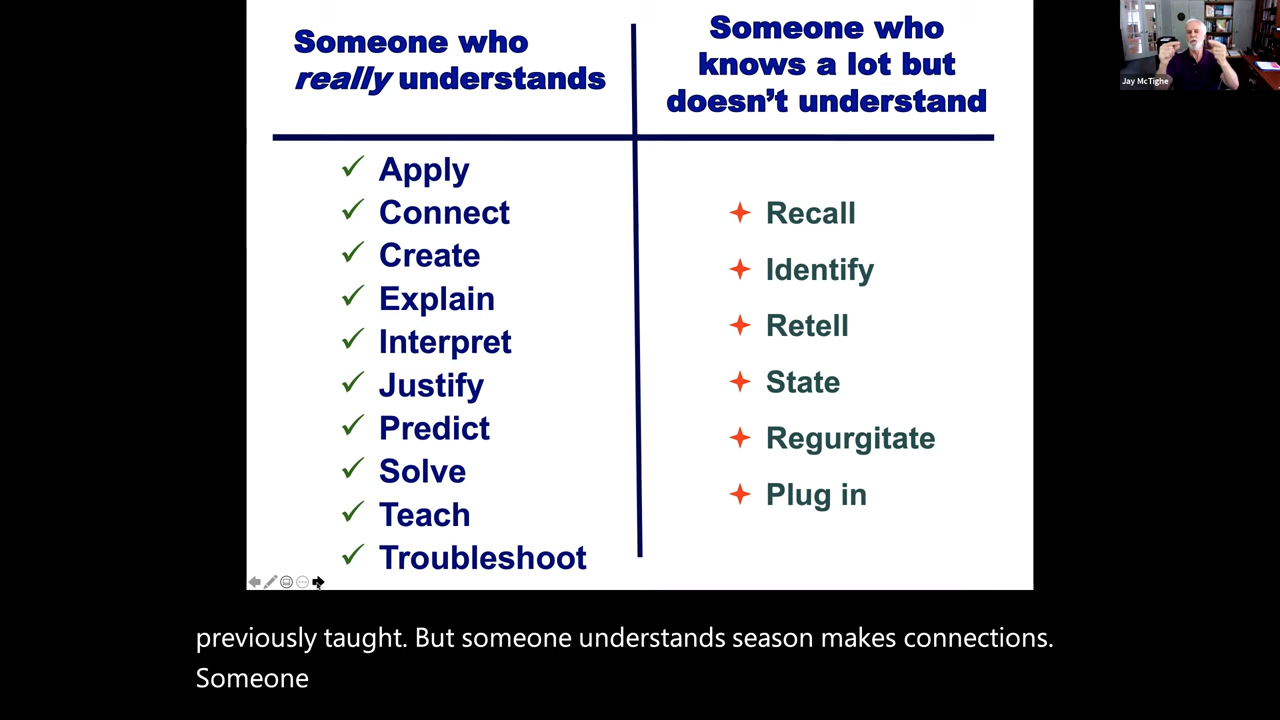 Someone who
really understands
Someone who
knows a lot but
doesn't understand
Apply
Connect
Create
Explain
Interpret
Justify
Predict
Solve
Teach
Troubleshoot
Recall
Identify
Retell
State
Regurgitate
Plug in
Jay McTighe
previously taught. But someone understands season makes connections.
Someone